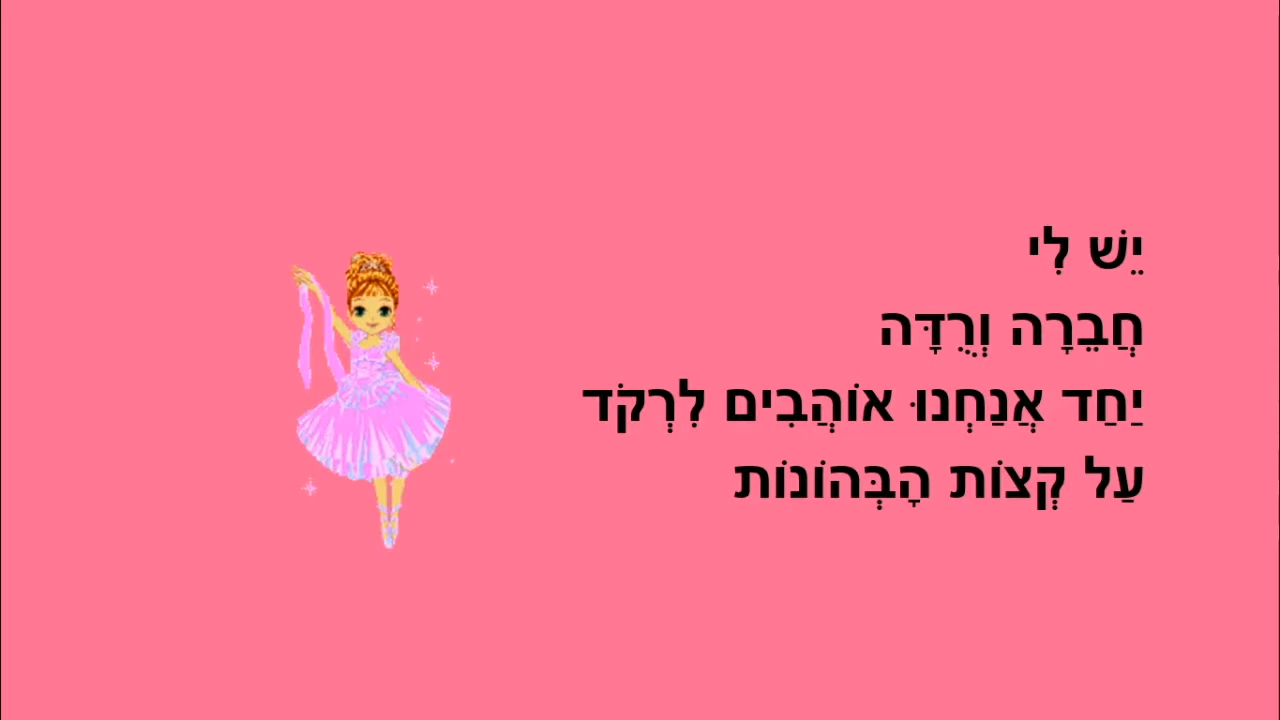 יֵשׁ לִי
חֲבֵרָה וְרֻדָּה
יַחַד אֲנַחְנוּ אוֹהֲבִים לִרְקֹד
עַל קְצוֹת הָבְּהוֹנוֹת